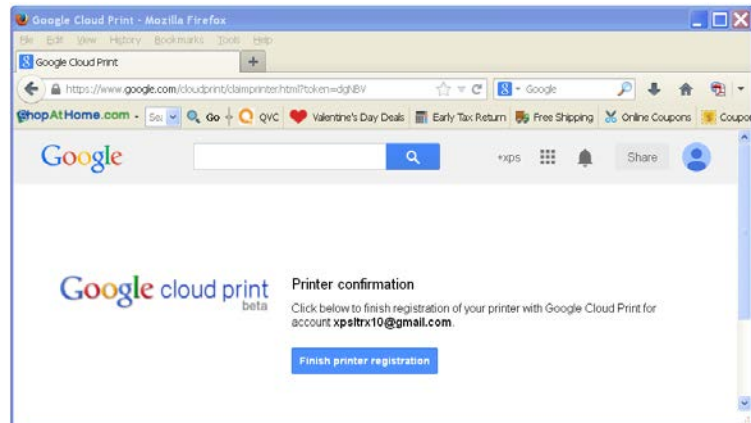 Google Cloud Print - Mozilla Firefox
File Edit View History Bookmarks Tools Help
Google Cloud Print +
https://www.google.com/cloudprint/claimprinter.html?token=dgNBV Google
ShopAtHome.com - Go QVC Valentine's Day Deals Early Tax Return Free Shipping Online Coupons Coupon
Google +xps Share
Google cloud print
beta
Printer confirmation
Click below to finish registration of your printer with Google Cloud Print for
account xpsltrx10@gmail.com.
Finish printer registration